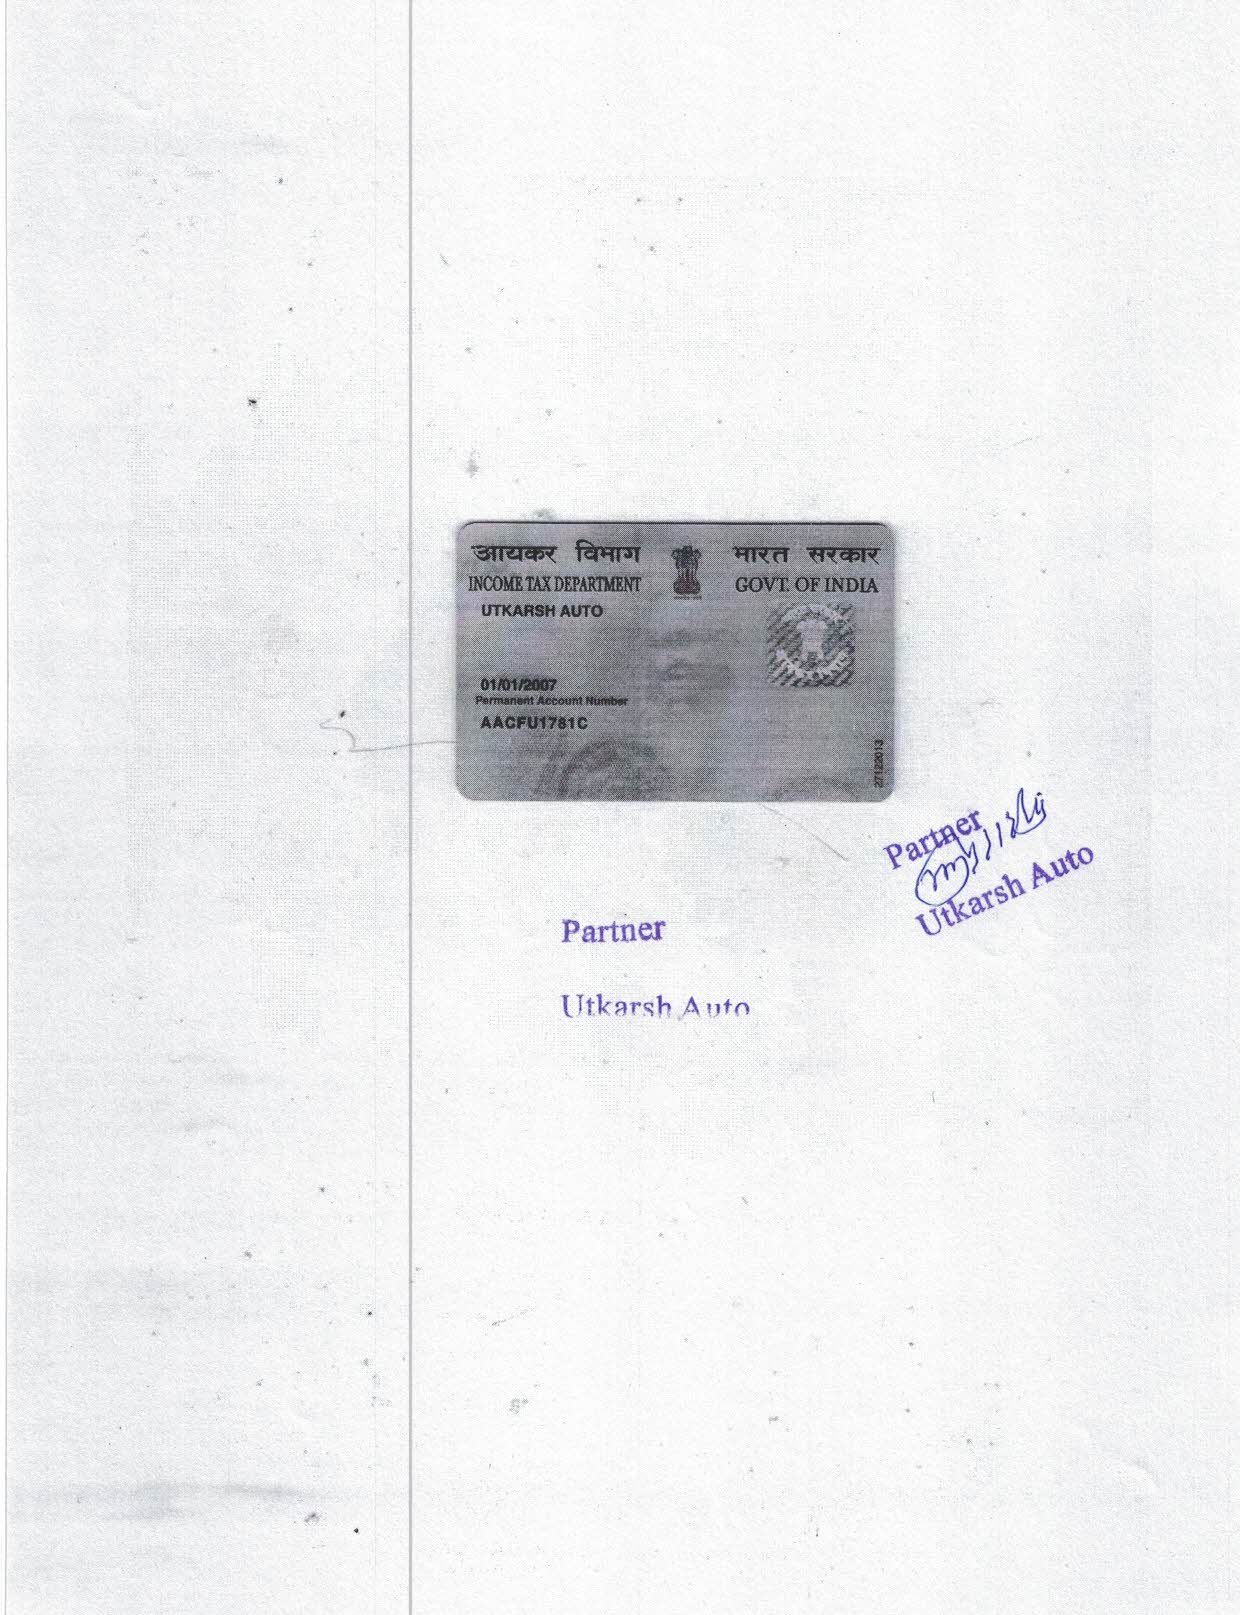 आयकर विभाग
INCOME TAX DEPARTMENT
भारत सरकार
GOVT. OF INDIA
UTKARSH AUTO
01/01/2007
Permanent Account Number
AACFU1781C
27122013
Partner
Utkarsh Auto
Partner
Utkarsh Auto